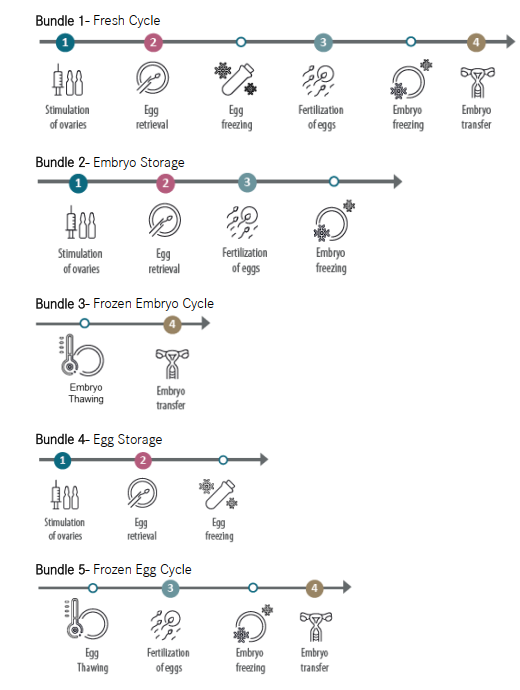 Bundle 1- Fresh Cycle
1 2 3 4
Stimulation of ovaries
Egg retrieval
Egg freezing
Fertilization of eggs
Embryo freezing
Embryo transfer
Bundle 2- Embryo Storage
1 2 3
Stimulation of ovaries
Egg retrieval
Fertilization of eggs
Embryo freezing
Bundle 3- Frozen Embryo Cycle
4
Embryo Thawing
Embryo transfer
Bundle 4- Egg Storage
1 2
Stimulation of ovaries
Egg retrieval
Egg freezing
Bundle 5- Frozen Egg Cycle
3 4
Egg Thawing
Fertilization of eggs
Embryo freezing
Embryo transfer